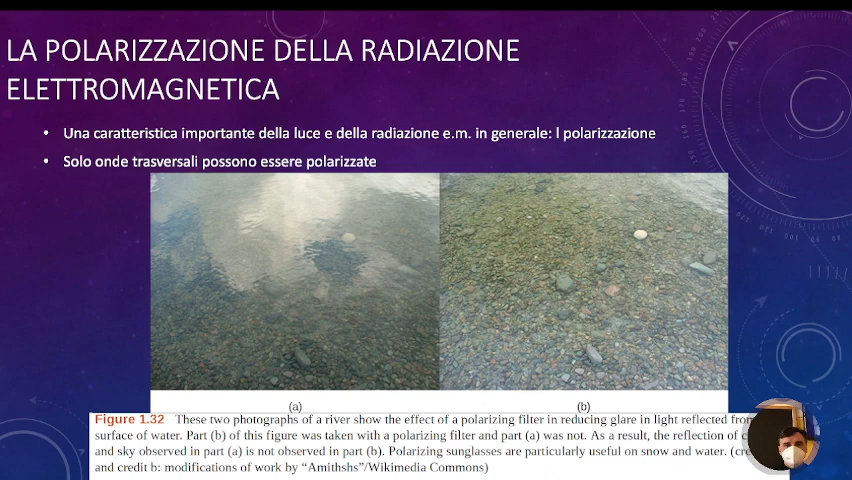 LA POLARIZZAZIONE DELLA RADIAZIONE
ELETTROMAGNETICA
• Una caratteristica importante della luce e della radiazione e.m. in generale: l polarizzazione
• Solo onde trasversali possono essere polarizzate
(a)
(b)
Figure 1.32 These two photographs of a river show the effect of a polarizing filter in reducing glare in light reflected from
surface of water. Part (b) of this figure was taken with a polarizing filter and part (a) was not. As a result, the reflection of
and sky observed in part (a) is not observed in part (b). Polarizing sunglasses are particularly useful on snow and water.
and credit b: modifications of work by “Amithshs”/Wikimedia Commons)